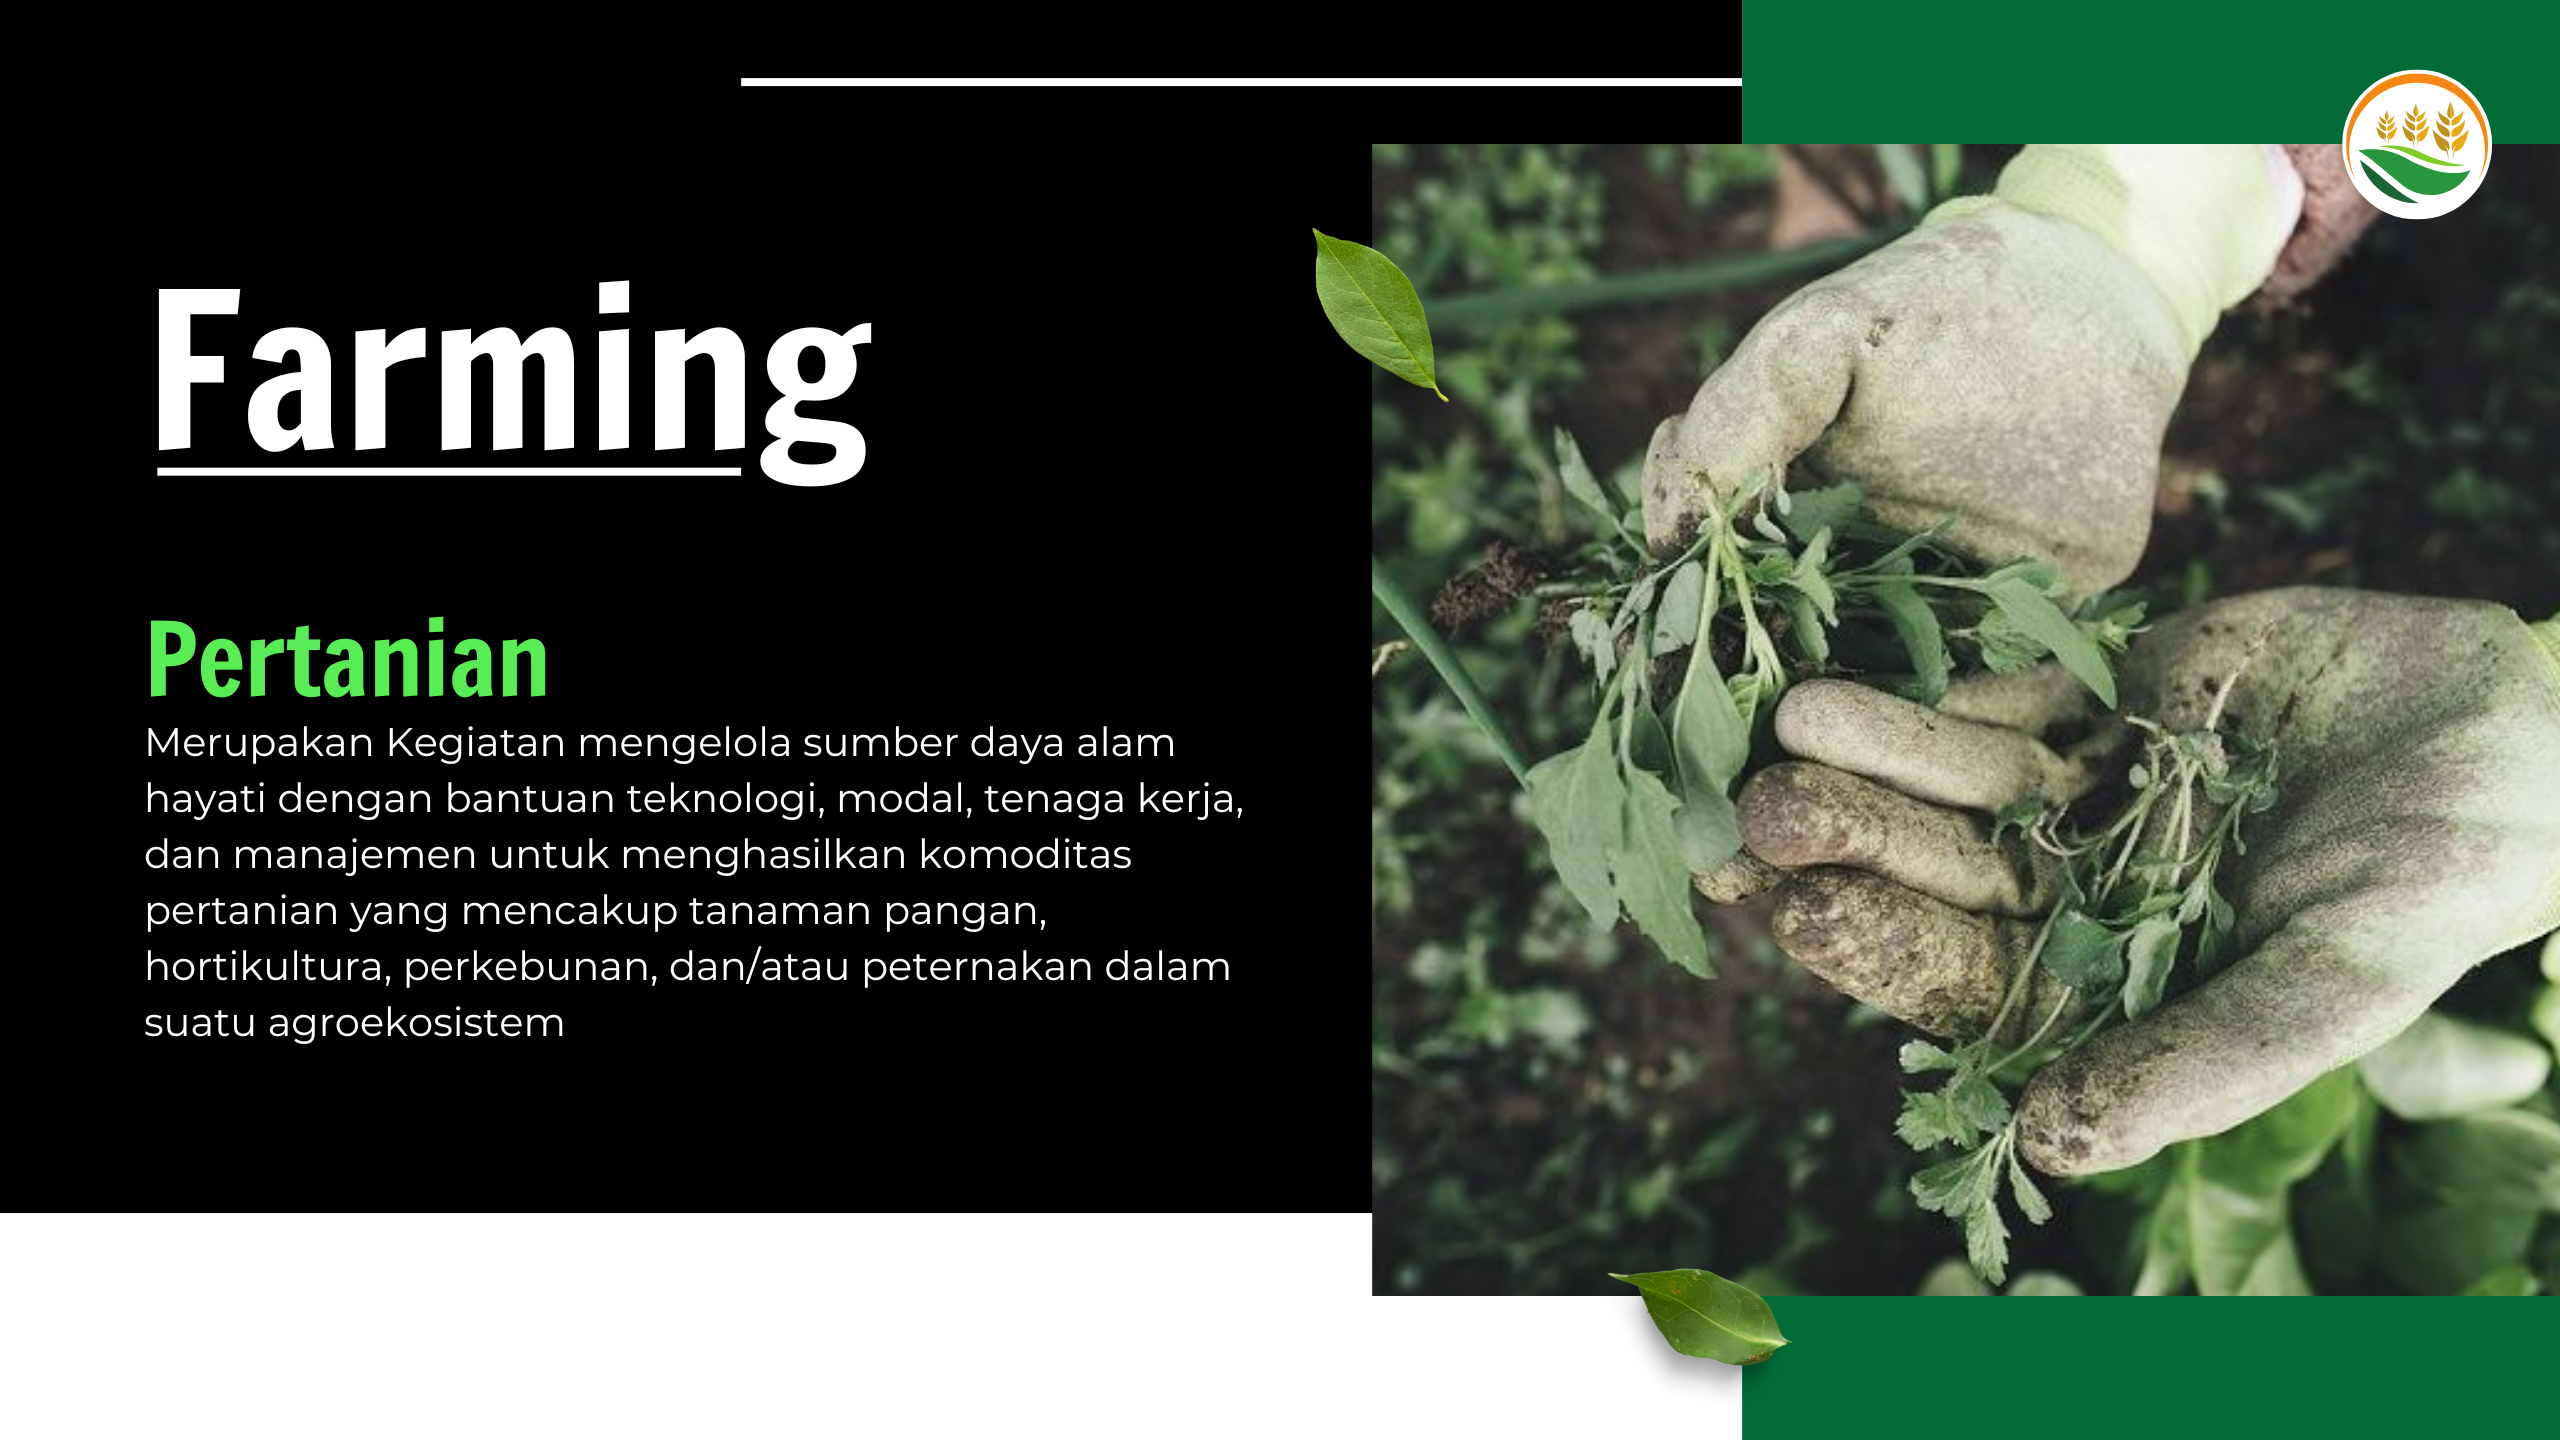 Farming
Pertanian
Merupakan Kegiatan mengelola sumber daya alam
hayati dengan bantuan teknologi, modal, tenaga kerja,
dan manajemen untuk menghasilkan komoditas
pertanian yang mencakup tanaman pangan,
hortikultura, perkebunan, dan/atau peternakan dalam
suatu agroekosistem